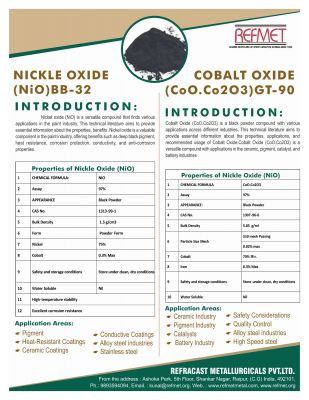 REFMET
NICKLE OXIDE
(NiO)BB-32
INTRODUCTION:
Nickel oxide (NiO) is a versatile compound that finds various
applications in the paint industry. This technical literature aims to provide
essential information about the properties, benefits. Nickel oxide is a valuable
component in the paint industry, offering benefits such as deep black pigment,
heat resistance, corrosion protection, conductivity, and anti-corrosion
properties.
Properties of Nickle Oxide (NiO)
1 CHEMICAL FORMULA: NiO
2 Assay 97%
3 APPEARANCE: Black Powder
4 CAS No. 1313-99-1
5 Bulk Density 1.5 g/cm3
6 Form Powder Form
7 Nickel 75%
8 Cobalt 0.3% Max
9 Safety and storage conditions Store under clean, dry conditions
10 Water Soluble Nil
11 High-temperature stability
12 Excellent corrosion resistance
Application Areas:
Pigment
Heat-Resistant Coatings
Ceramic Coatings
Conductive Coatings
Alloy steel industries
Stainless steel
COBALT OXIDE
(CoO.Co2O3)GT-90
INTRODUCTION:
Cobalt Oxide (CoO.Co2O3) is a black powder compound with various
applications across different industries. This technical literature aims to
provide essential information about the properties, applications, and
recommended usage of Cobalt Oxide.Cobalt Oxide (CoO.Co2O3) is a
versatile compound with applications in the ceramic, pigment, catalyst, and
battery industries
Properties of Nickle Oxide (NiO)
1 CHEMICAL FORMULA CoO.Co2O3
2 Assay 97%
3 APPEARANCE Black Powder
4 CAS No. 1307-96-6
5 Bulk Density
6 Particle Size Mesh
7 Cobalt 70% Min.
8 Iron 0.3% Max
9 Safety and storage conditions Store under clean, dry conditions
10 Water Soluble Nil
Application Areas:
Ceramic Industry
Pigment Industry
Catalysts
Battery Industry
Safety Considerations
Quality Control
Alloy steel industries
High Speed steel
REFRACAST METALLURGICALS PVT.LTD.
From the address : Ashoka Park, 5th Floor, Shankar Nagar, Raipur, (C.G) India, 492101,
Ph.: 9893594094, Email : kunal@refmet.org, Web : www.refmet.org, www.refmet.in